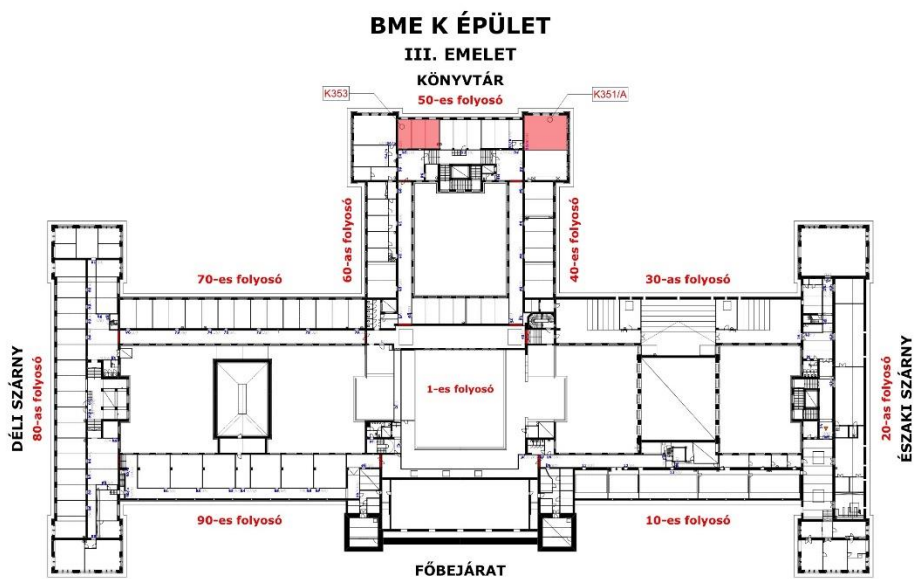 BME K ÉPÜLET
III. EMELET
KÖNYVTÁR
50-es folyosó
K353
K351/A
60-as folyosó
40-es folyosó
70-es folyosó
30-as folyosó
DÉLI SZÁRNY
80-as folyosó
1-es folyosó
20-as folyosó
ÉSZAKI SZÁRNY
90-es folyosó
10-es folyosó
FŐBEJÁRAT